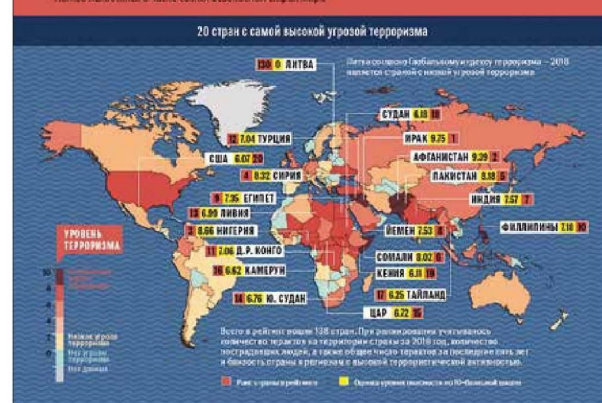 20 стран с самой высокой угрозой терроризма
130 0 ЛИТВА
Литва согласно Глобальному индексу терроризма – 2018
является страной с низкой угрозой терроризма
СУДАН 6.18 18
12 7.04 ТУРЦИЯ
ИРАК 9.75 1
США 6.07 20
АФГАНИСТАН 9.39 2
4 8.32 СИРИЯ
ПАКИСТАН 8.18 5
9 7.35 ЕГИПЕТ
ИНДИЯ 7.57 7
13 6.99 ЛИВИЯ
ФИЛИППИНЫ 7.18 10
3 8.66 НИГЕРИЯ
ЙЕМЕН 7.53 8
УРОВЕНЬ
ТЕРРОРИЗМА
11 7.06 Д.Р. КОНГО
СОМАЛИ 8.02 6
16 6.62 КАМЕРУН
КЕНИЯ 6.11 19
14 6.76 Ю. СУДАН
17 6.25 ТАЙЛАНД
ЦАР 6.72 15
10
8
6
4
2
0
Низкая угроза
терроризма
Нет угрозы
терроризма
Нет данных
Всего в рейтинг вошли 138 стран. При ранжировании учитывалось
количество терактов на территории страны за 2018 год, количество
пострадавших людей, а также общее число терактов за последние пять лет
и близость страны к регионам с высокой террористической активностью.
Ранг страны в рейтинге
Оценка уровня опасности по 10-балльной шкале